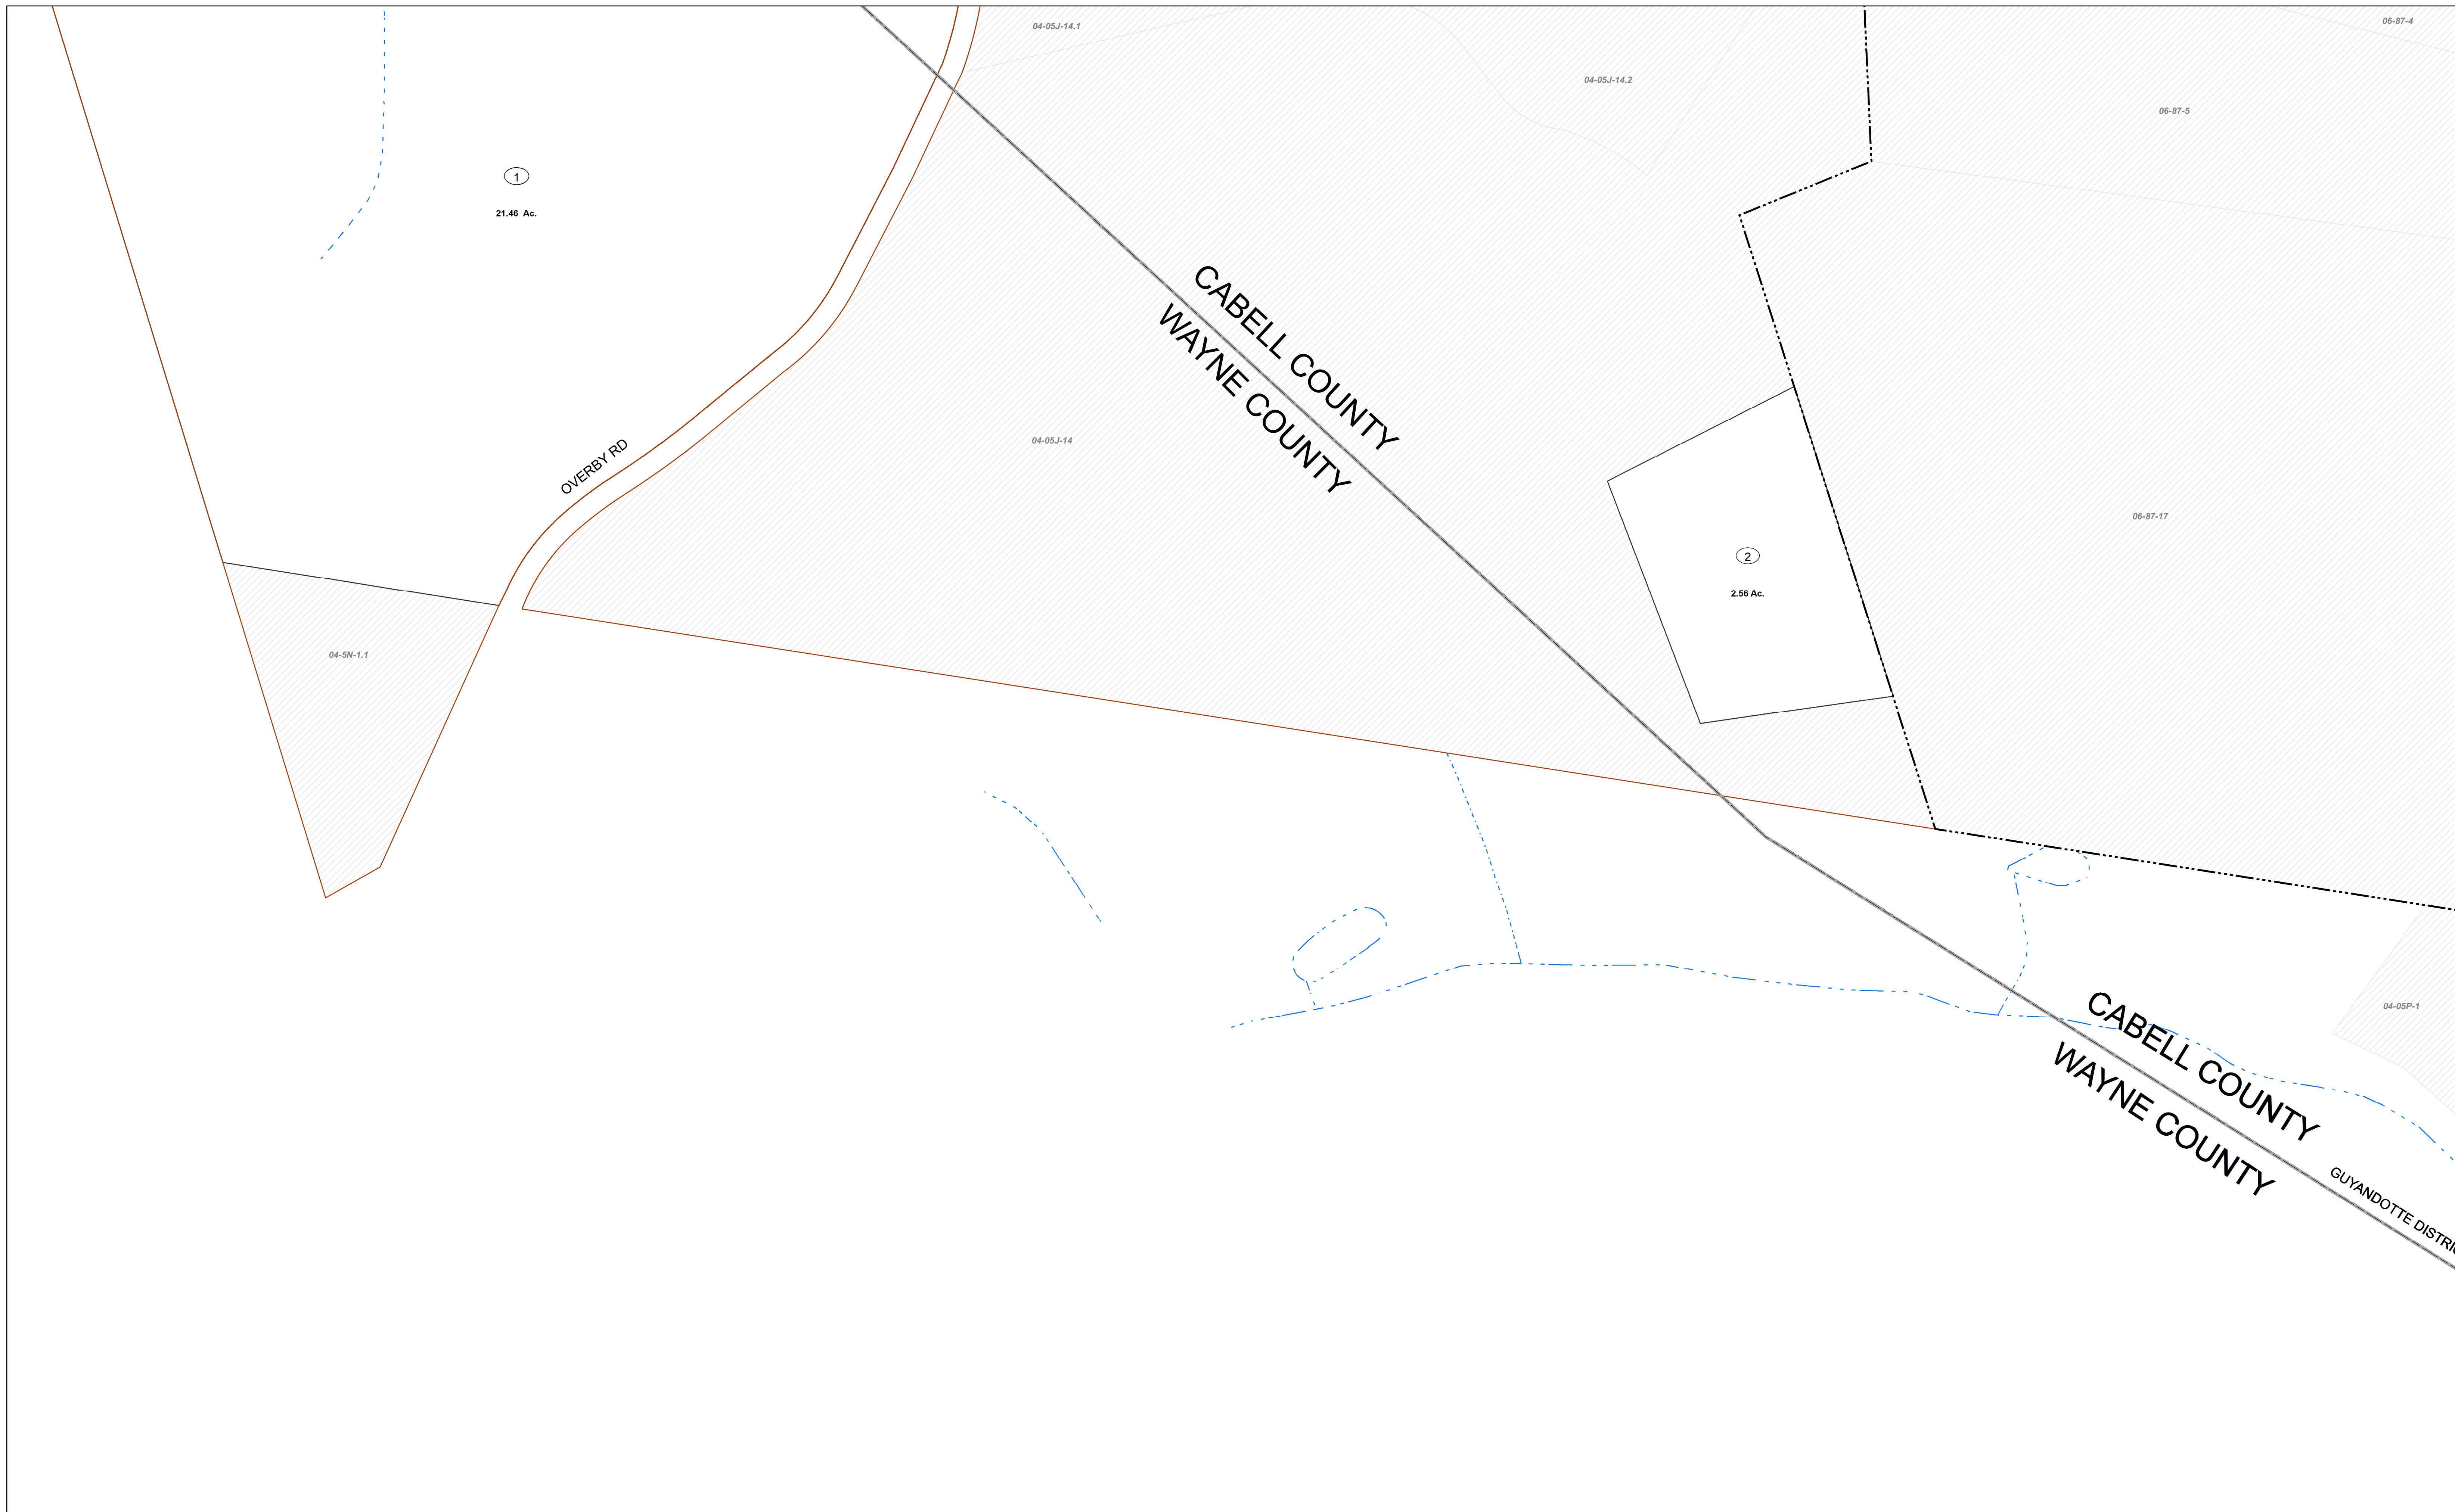 06-87-4
04-05J-14.1
04-05J-14.2
06-87-5
1
21.46 Ac.
CABELL COUNTY
WAYNE COUNTY
04-05J-14
OVERBY RD
06-87-17
2
2.56 Ac.
04-5N-1.1
04-05P-1
CABELL COUNTY
WAYNE COUNTY
GUYANDOTTE